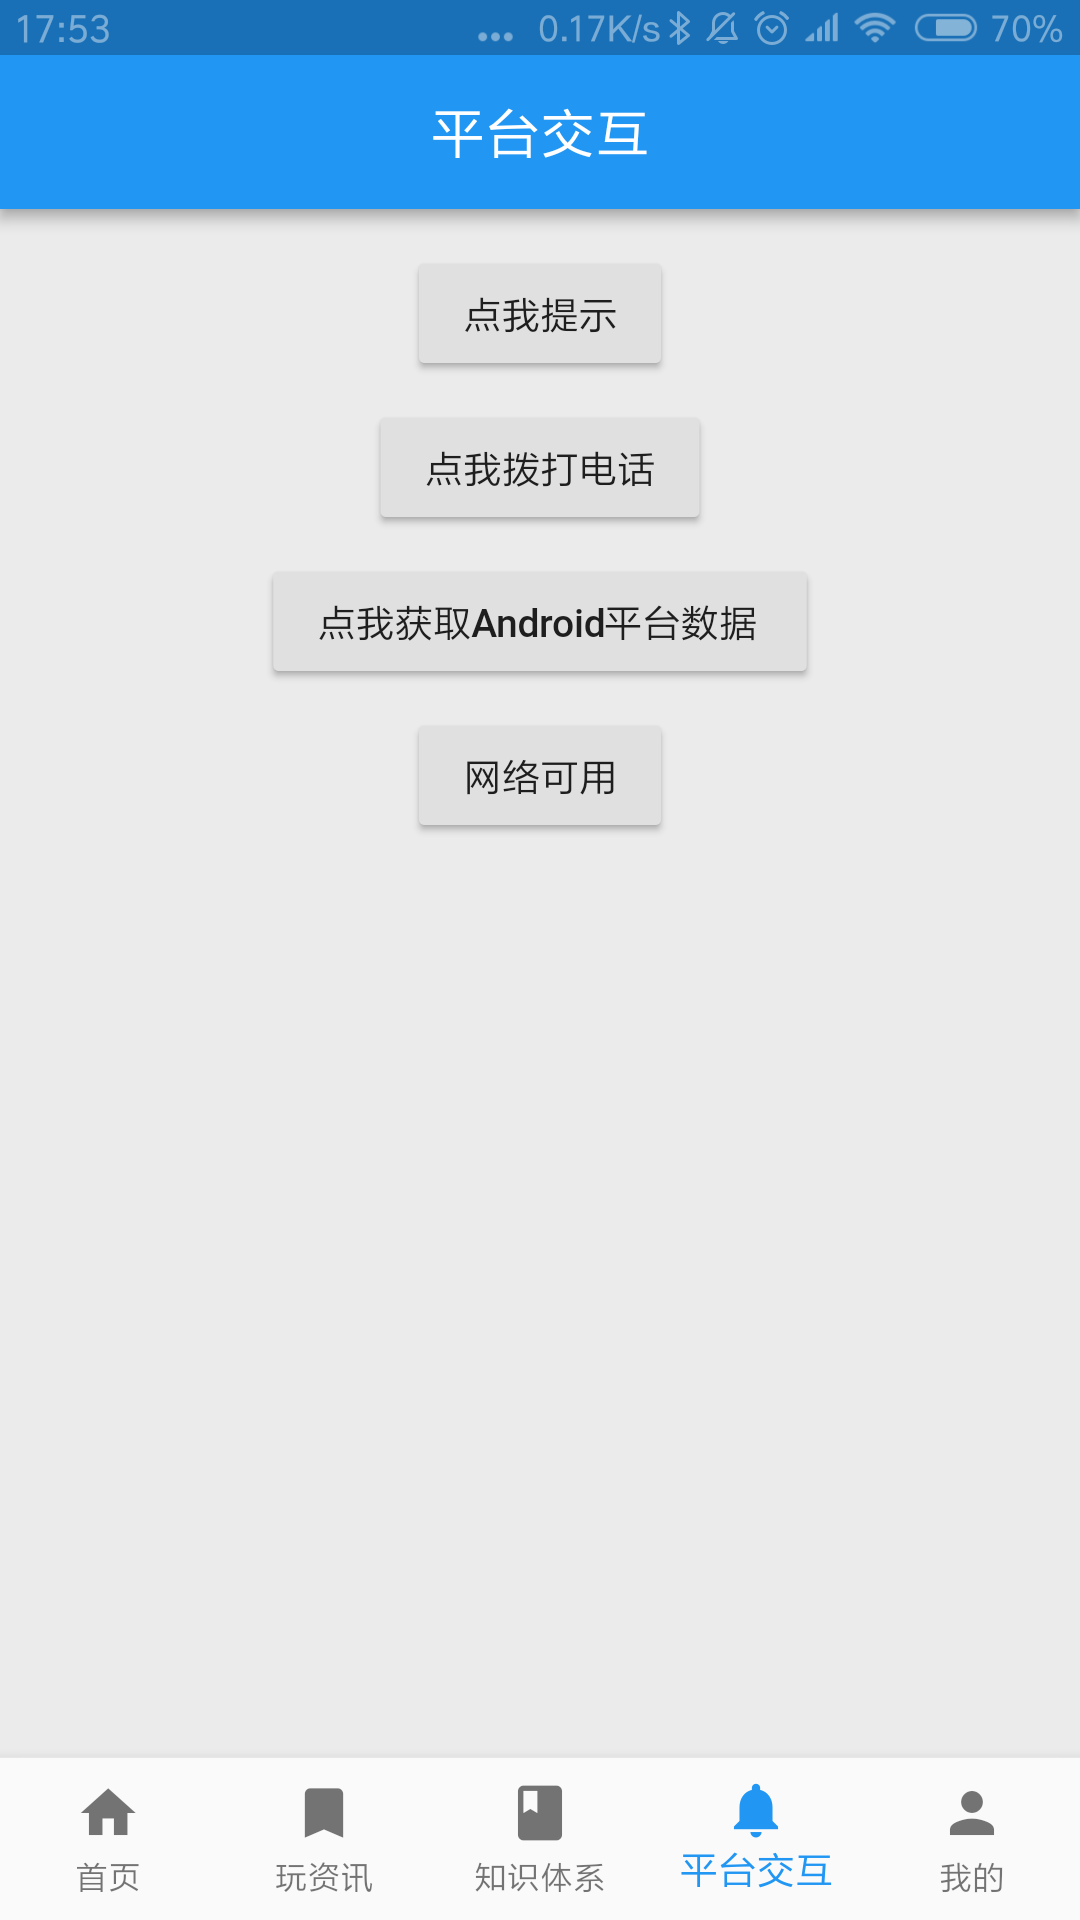 17:53 ... 0.17K/s 70%
平台交互
点我提示
点我拨打电话
点我获取Android平台数据
网络可用
首页 玩资讯 知识体系 平台交互 我的